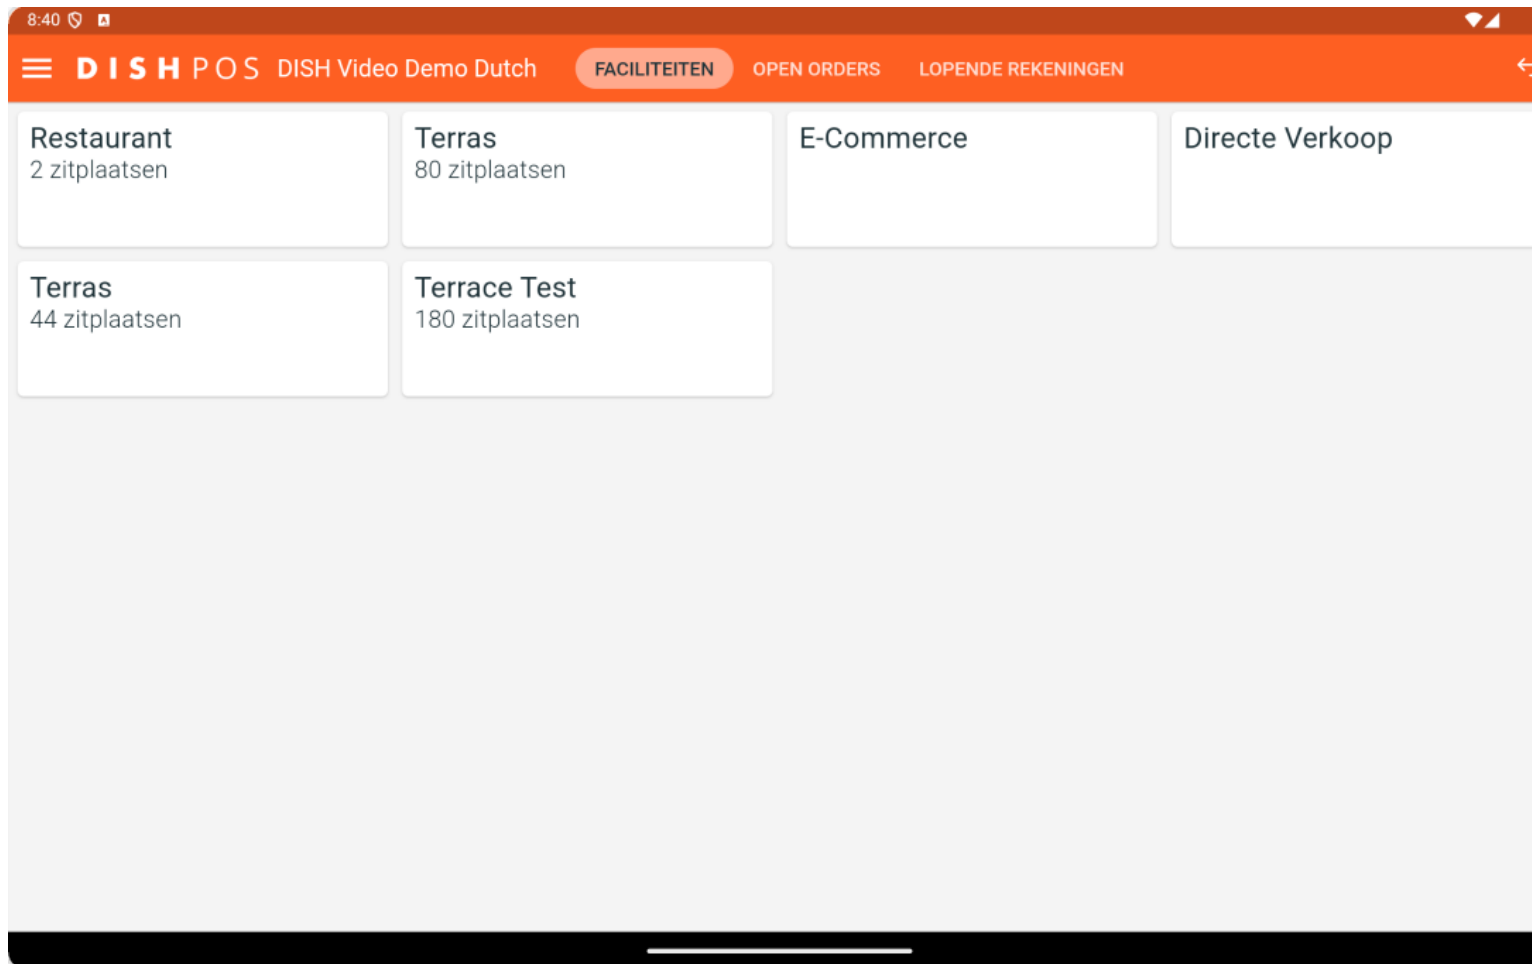 8:40
DISH POS DISH Video Demo Dutch FACILITEITEN OPEN ORDERS LOPENDE REKENINGEN
Restaurant
2 zitplaatsen
Terras
80 zitplaatsen
E-Commerce
Directe Verkoop
Terras
44 zitplaatsen
Terrace Test
180 zitplaatsen